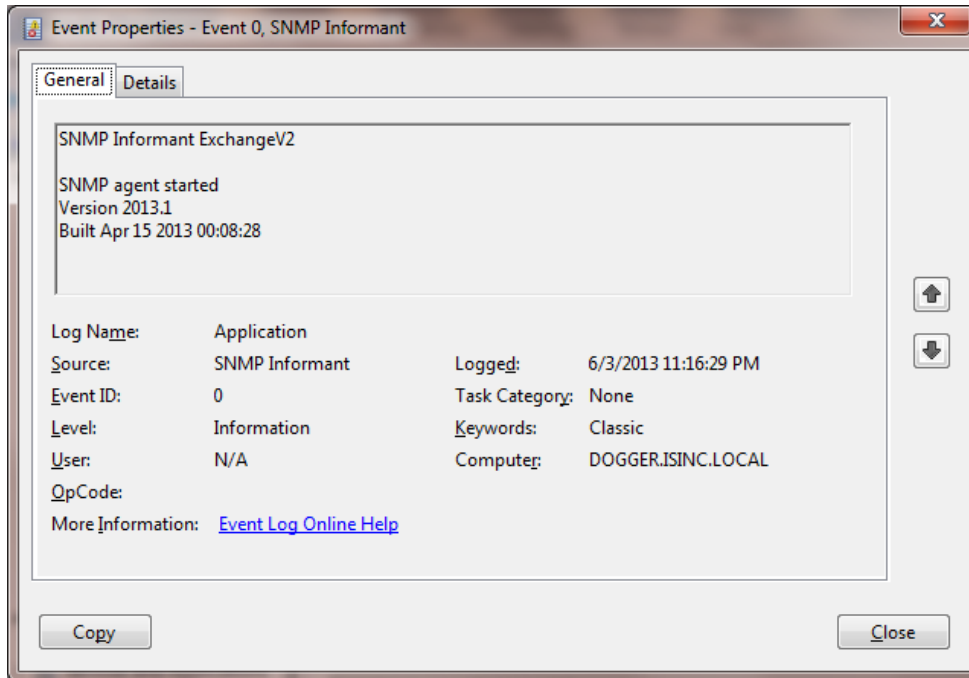 Event Properties - Event 0, SNMP Informant
General Details
SNMP Informant ExchangeV2
SNMP agent started
Version 2013.1
Built Apr 15 2013 00:08:28
Log Name: Application
Source: SNMP Informant Logged: 6/3/2013 11:16:29 PM
Event ID: 0 Task Category: None
Level: Information Keywords: Classic
User: N/A Computer: DOGGER.ISINC.LOCAL
OpCode:
More Information: Event Log Online Help
Copy Close